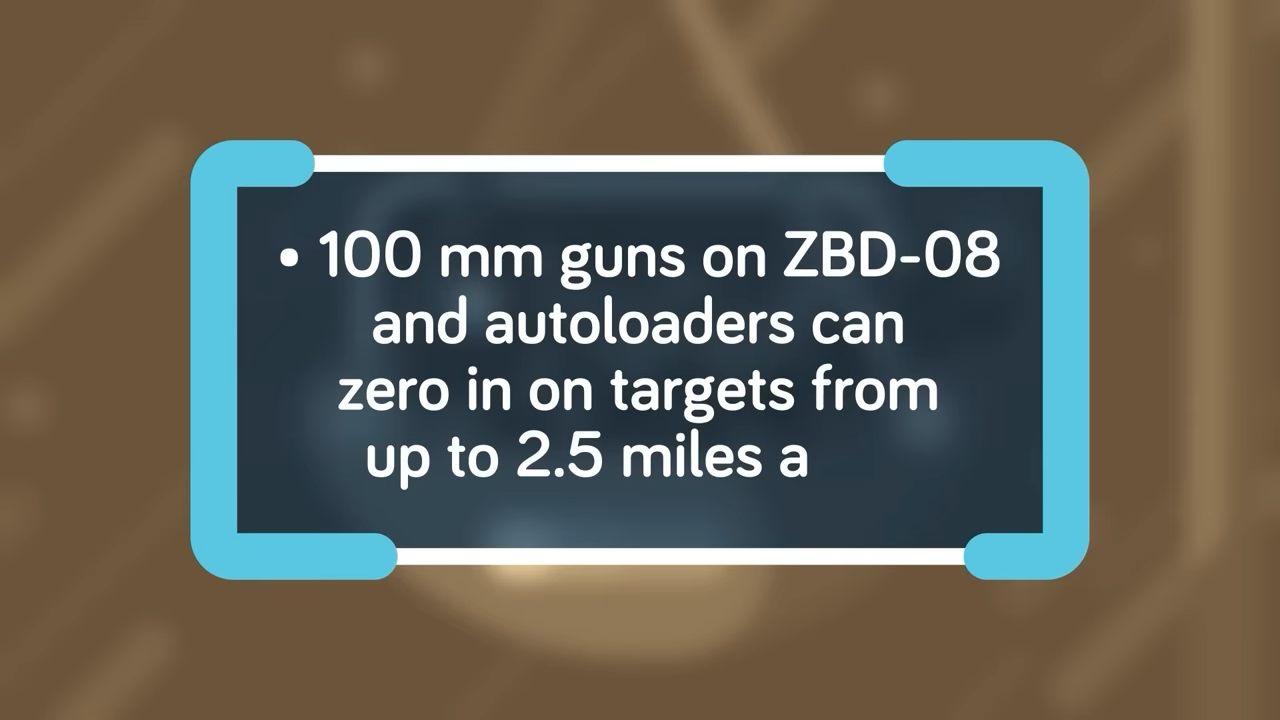 • 100 mm guns on ZBD-08
and autoloaders can
zero in on targets from
up to 2.5 miles a